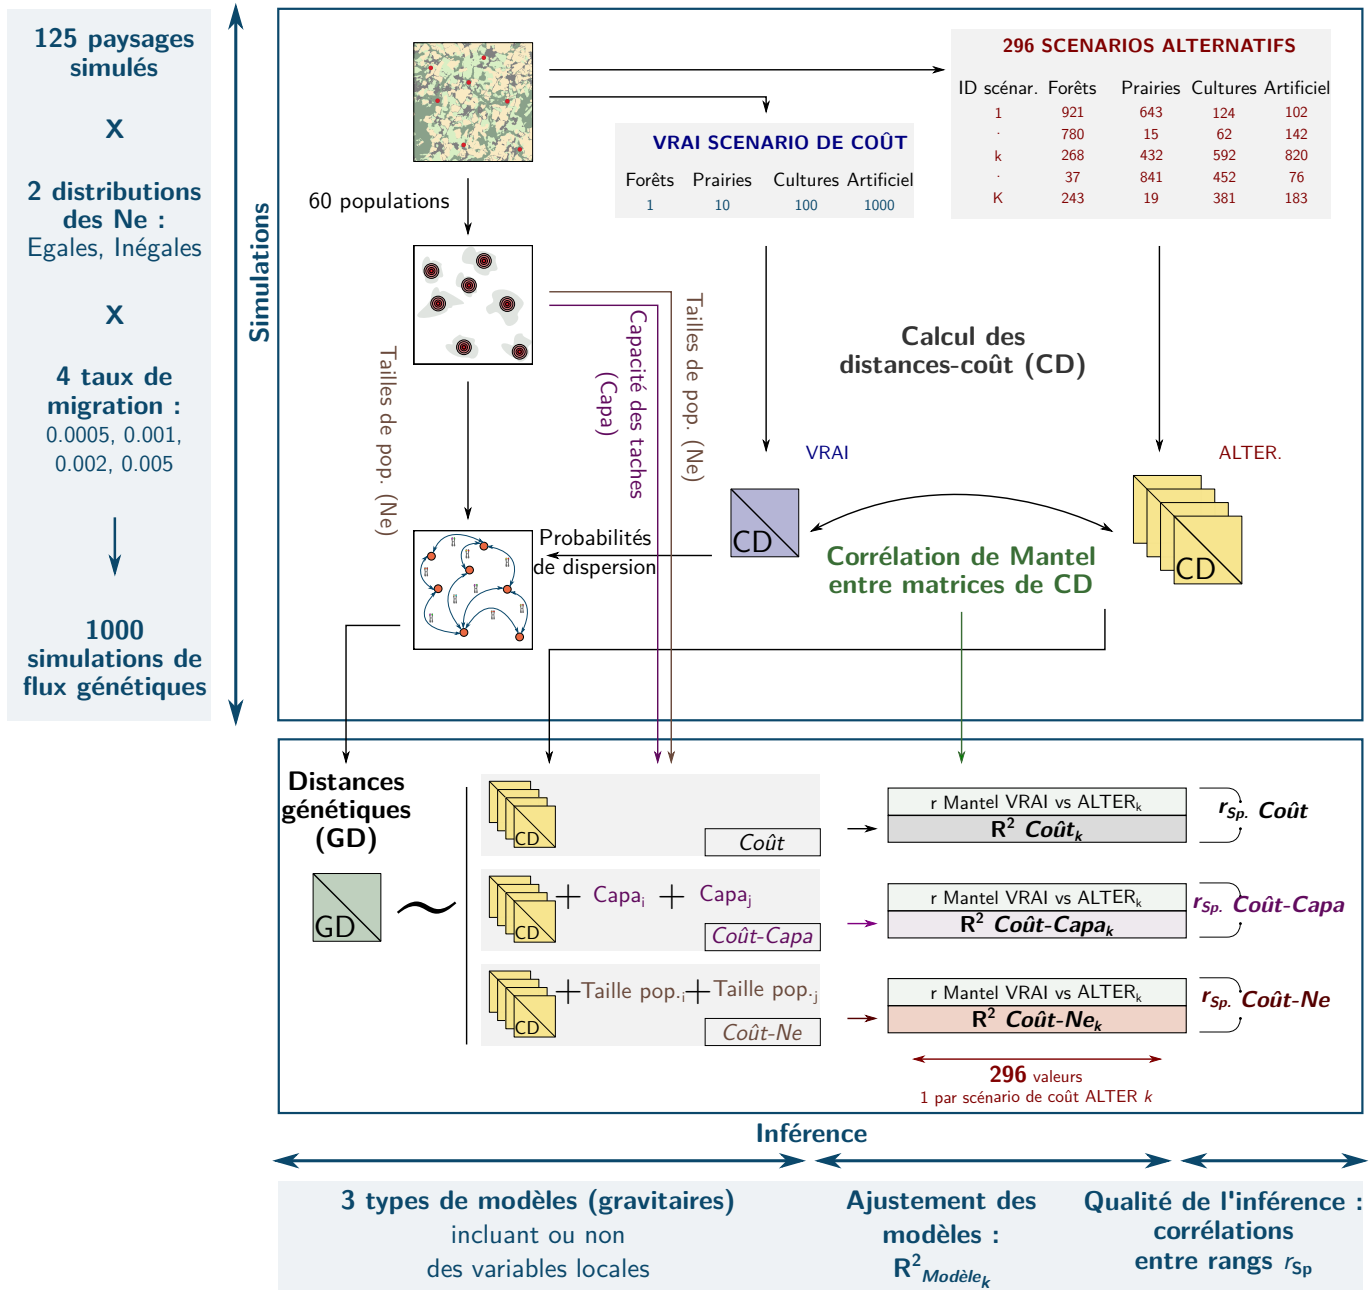 125 paysages
simulés
X
2 distributions
des Ne :
Egales, Inégales
X
4 taux de
migration :
0.0005, 0.001,
0.002, 0.005
1000
simulations de
flux génétiques
Simulations
60 populations
VRAI SCENARIO DE COÛT
Forêts Prairies Cultures Artificiel
1 10 100 1000
296 SCENARIOS ALTERNATIFS
ID scénar. Forêts Prairies Cultures Artificiel
1 921 643 124 102
. 780 15 62 142
k 268 432 592 820
. 37 841 452 76
K 243 19 381 183
Tailles de pop. (Ne)
Capacité des taches
(Capa)
Tailles de pop. (Ne)
Calcul des
distances-coût (CD)
VRAI
ALTER.
CD
CD
Probabilités
de dispersion
Corrélation de Mantel
entre matrices de CD
Distances
génétiques
(GD)
GD
~
CD
Coût
r Mantel VRAI vs ALTERk
R² Coûtk
rSp. Coût
CD
+ Capai + Capaj
Coût-Capa
r Mantel VRAI vs ALTERk
R² Coût-Capak
rSp. Coût-Capa
CD
+ Taille pop.i + Taille pop.j
Coût-Ne
r Mantel VRAI vs ALTERk
R² Coût-Nek
rSp. Coût-Ne
296 valeurs
1 par scénario de coût ALTER k
Inférence
3 types de modèles (gravitaires)
incluant ou non
des variables locales
Ajustement des
modèles :
R²Modèlek
Qualité de l'inférence :
corrélations
entre rangs rSp